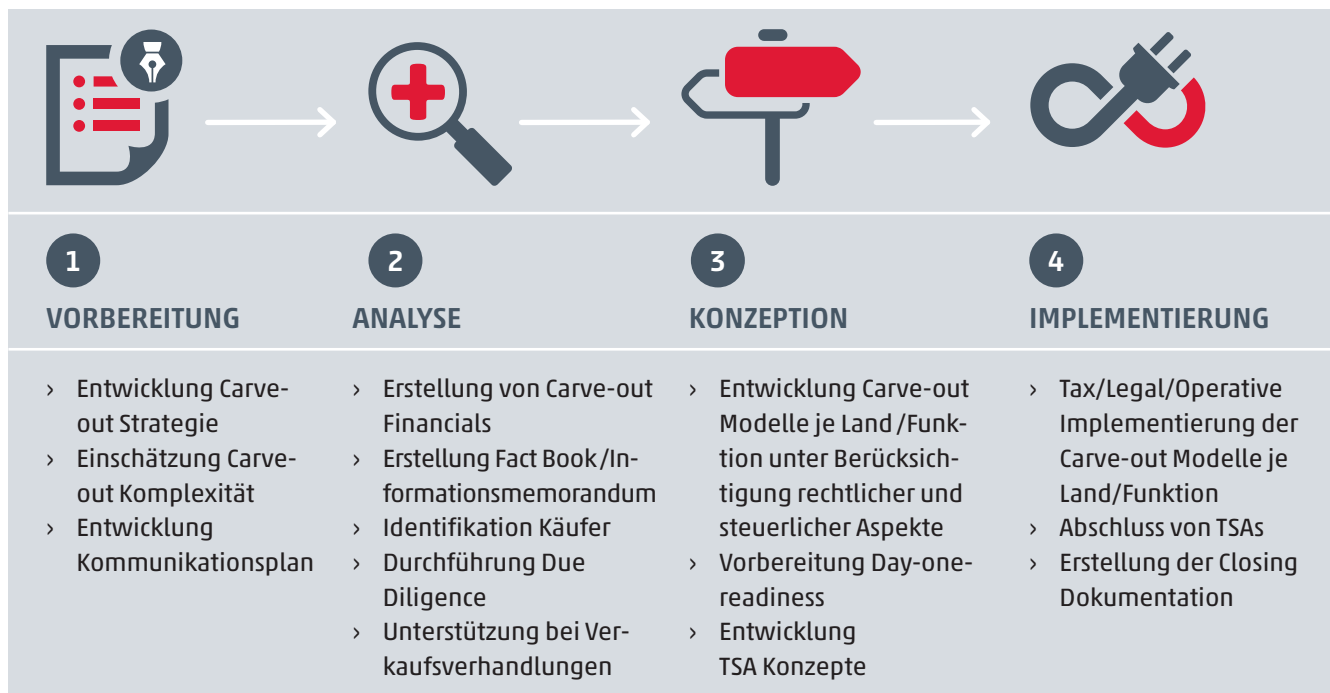 1
VORBEREITUNG
› Entwicklung Carve-
out Strategie
› Einschätzung Carve-
out Komplexität
› Entwicklung
Kommunikationsplan
2
ANALYSE
› Erstellung von Carve-out
Financials
› Erstellung Fact Book/In-
formationsmemorandum
› Identifikation Käufer
› Durchführung Due
Diligence
› Unterstützung bei Ver-
kaufsverhandlungen
3
KONZEPTION
› Entwicklung Carve-out
Modelle je Land/Funk-
tion unter Berücksich-
tigung rechtlicher und
steuerlicher Aspekte
› Vorbereitung Day-one-
readiness
› Entwicklung
TSA Konzepte
4
IMPLEMENTIERUNG
› Tax/Legal/Operative
Implementierung der
Carve-out Modelle je
Land/Funktion
› Abschluss von TSAs
› Erstellung der Closing
Dokumentation